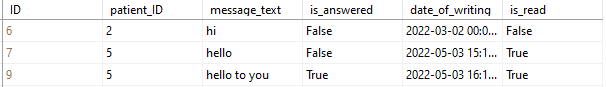 ID patient_ID message_text is_answered date_of_writing is_read
6 2 hi False 2022-03-02 00:0... False
7 5 hello False 2022-05-03 15:1... True
9 5 hello to you True 2022-05-03 16:1... True